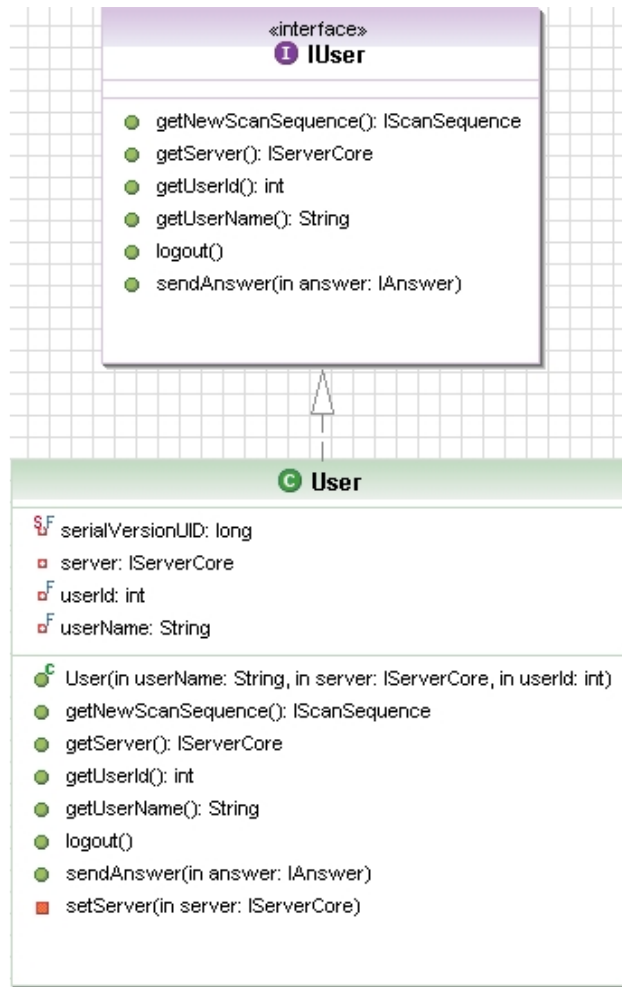 «interface»
I IUser
getNewScanSequence(): IScanSequence
getServer(): IServerCore
getUserId(): int
getUserName(): String
logout()
sendAnswer(in answer: IAnswer)
C User
S F serialVersionUID: long
server: IServerCore
F userId: int
F userName: String
C User(in userName: String, in server: IServerCore, in userId: int)
getNewScanSequence(): IScanSequence
getServer(): IServerCore
getUserId(): int
getUserName(): String
logout()
sendAnswer(in answer: IAnswer)
setServer(in server: IServerCore)